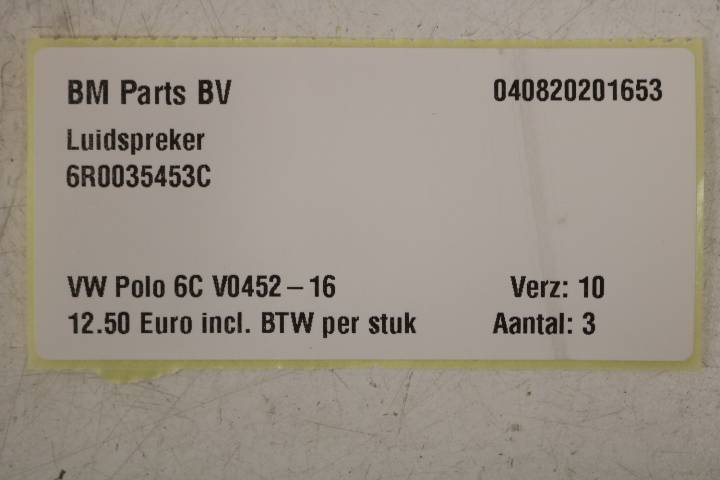 BM Parts BV 040820201653
Luidspreker
6R0035453C
VW Polo 6C V0452 – 16 Verz: 10
12.50 Euro incl. BTW per stuk Aantal: 3